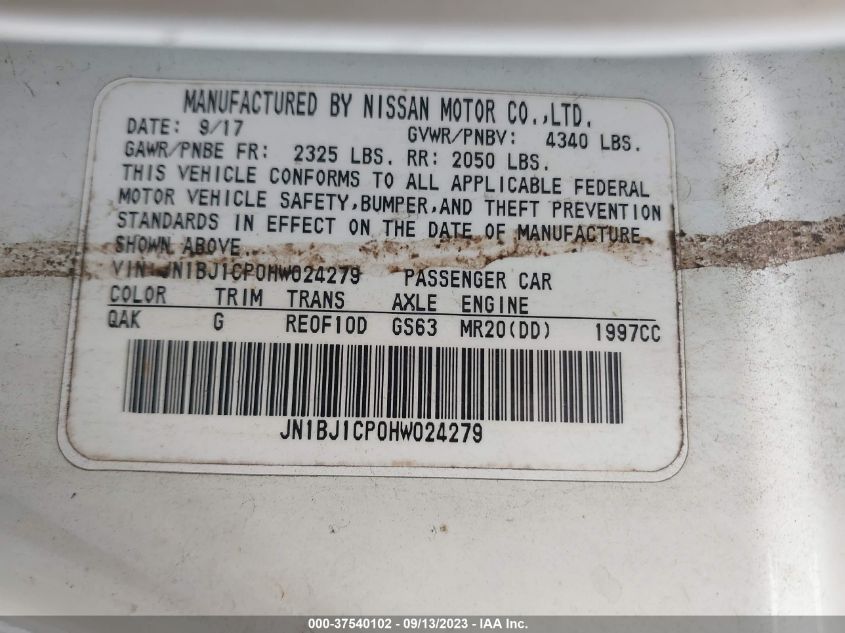 MANUFACTURED BY NISSAN MOTOR CO.,LTD.
DATE: 9/17 GVWR/PNBV: 4340 LBS.
GAWR/PNBE FR: 2325 LBS. RR: 2050 LBS.
THIS VEHICLE CONFORMS TO ALL APPLICABLE FEDERAL
MOTOR VEHICLE SAFETY,BUMPER,AND THEFT PREVENTION
STANDARDS IN EFFECT ON THE DATE OF MANUFACTURE
SHOWN ABOVE.
VIN:JN1BJ1CP0HW024279 PASSENGER CAR
COLOR TRIM TRANS AXLE ENGINE
QAK G RE0F10D GS63 MR20(DD) 1997CC
JN1BJ1CP0HW024279
000-37540102 - 09/13/2023 - IAA Inc.